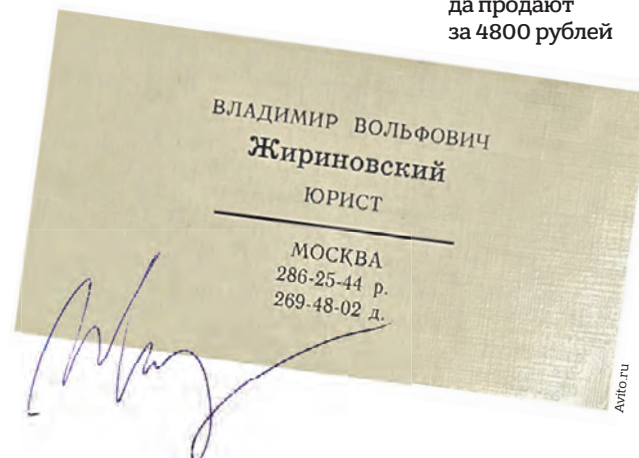 да продают
за 4800 рублей
ВЛАДИМИР ВОЛЬФОВИЧ
Жириновский
ЮРИСТ
МОСКВА
286-25-44 р.
269-48-02 д.
Avito.ru